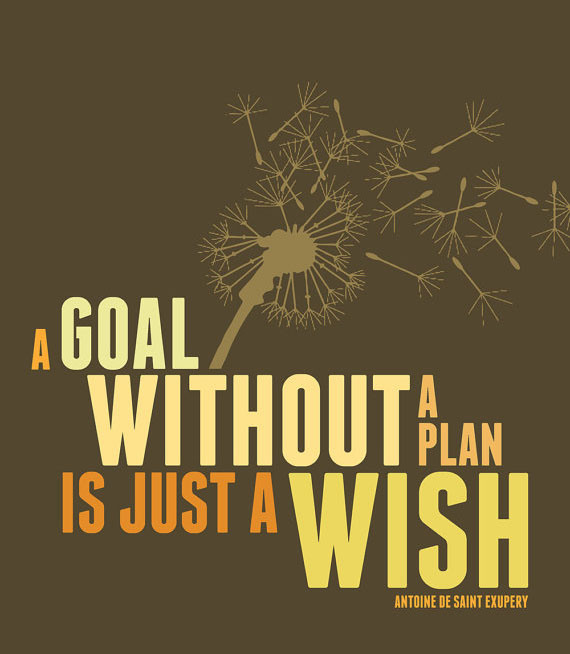 A GOAL
WITHOUT A PLAN
IS JUST A WISH
ANTOINE DE SAINT EXUPERY